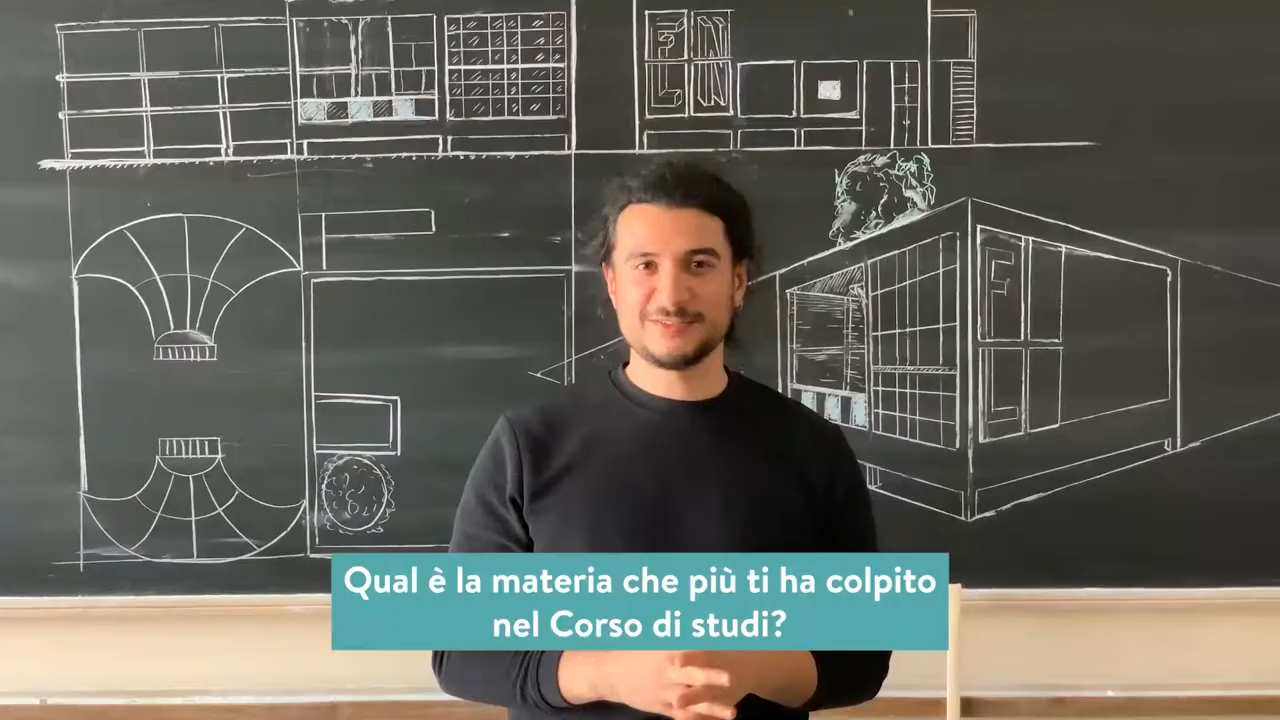 F N
L N
F
L
Qual è la materia che più ti ha colpito
nel Corso di studi?